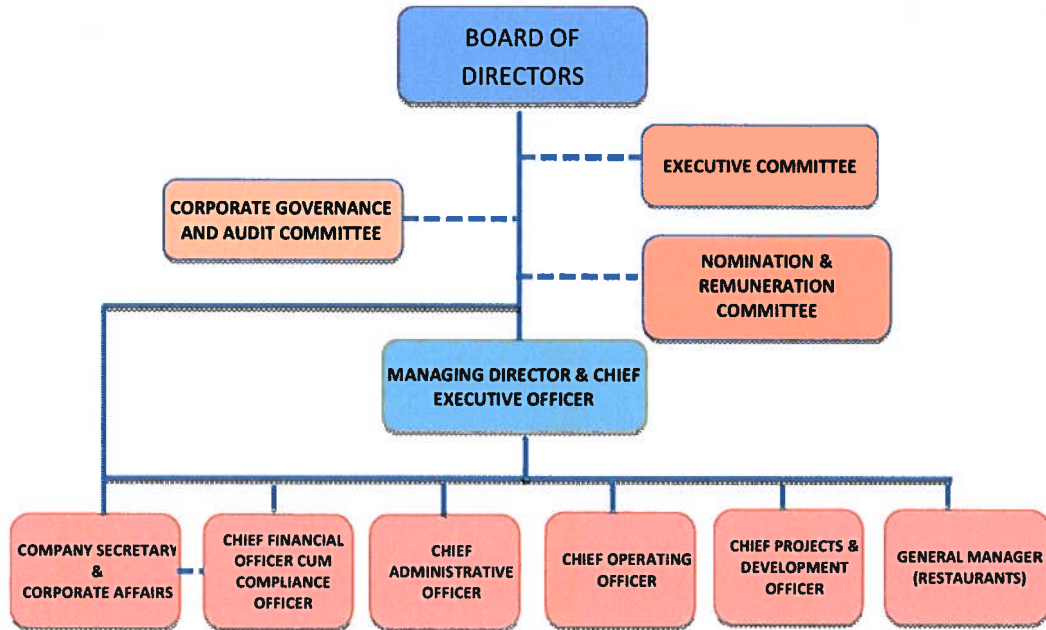 BOARD OF
DIRECTORS
EXECUTIVE COMMITTEE
CORPORATE GOVERNANCE
AND AUDIT COMMITTEE
NOMINATION &
REMUNERATION
COMMITTEE
MANAGING DIRECTOR & CHIEF
EXECUTIVE OFFICER
COMPANY SECRETARY
&
CORPORATE AFFAIRS
CHIEF FINANCIAL
OFFICER CUM
COMPLIANCE
OFFICER
CHIEF
ADMINISTRATIVE
OFFICER
CHIEF OPERATING
OFFICER
CHIEF PROJECTS &
DEVELOPMENT
OFFICER
GENERAL MANAGER
(RESTAURANTS)